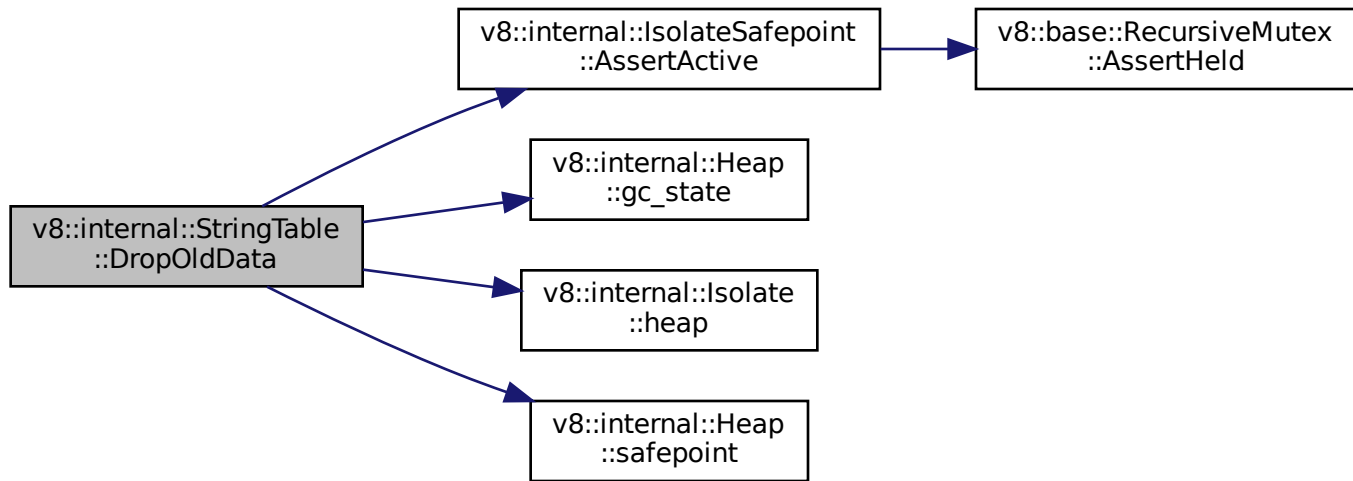 v8::internal::StringTable
::DropOldData
v8::internal::IsolateSafepoint
::AssertActive
v8::base::RecursiveMutex
::AssertHeld
v8::internal::Heap
::gc_state
v8::internal::Isolate
::heap
v8::internal::Heap
::safepoint